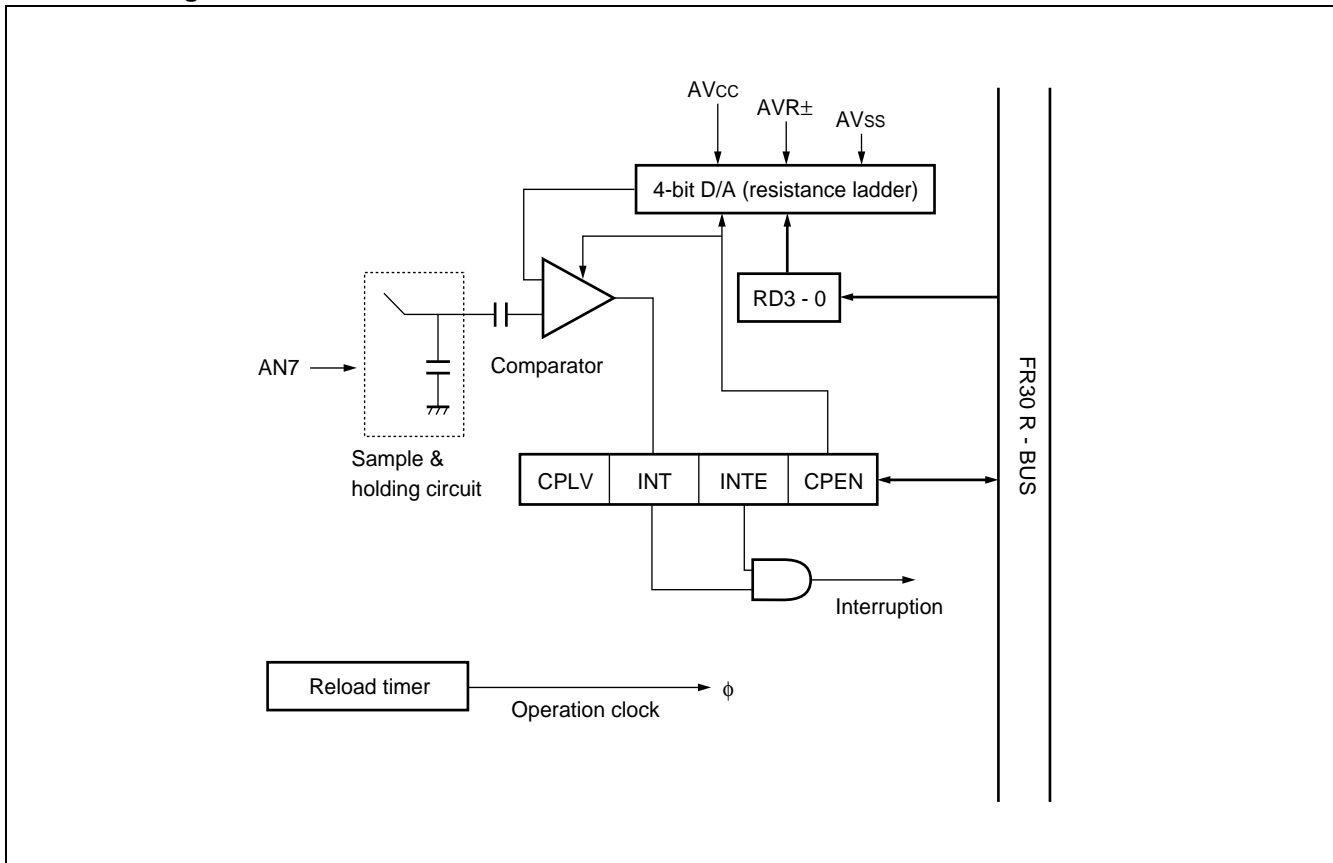 AVCC
AVR±
AVSS
4-bit D/A (resistance ladder)
RD3 - 0
AN7
Comparator
Sample &
holding circuit
CPLV INT INTE CPEN
Interruption
Reload timer
Operation clock
ϕ
FR30 R - BUS